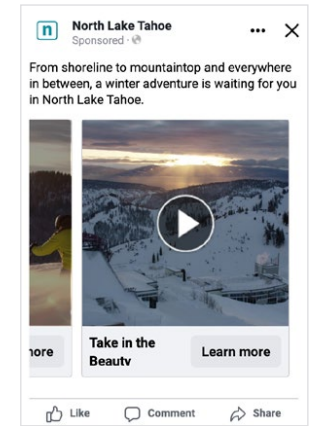 n
North Lake Tahoe
Sponsored ·
From shoreline to mountaintop and everywhere
in between, a winter adventure is waiting for you
in North Lake Tahoe.
Take in the
Beauty
ore
Learn more
Like
Comment
Share